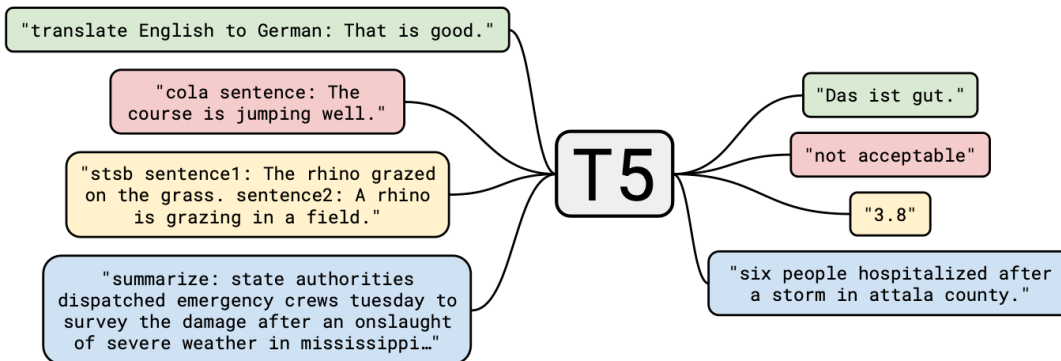 "translate English to German: That is good."
"cola sentence: The
course is jumping well."
"stsb sentence1: The rhino grazed
on the grass. sentence2: A rhino
is grazing in a field."
"summarize: state authorities
dispatched emergency crews tuesday to
survey the damage after an onslaught
of severe weather in mississippi…"
T5
"Das ist gut."
"not acceptable"
"3.8"
"six people hospitalized after
a storm in attala county."